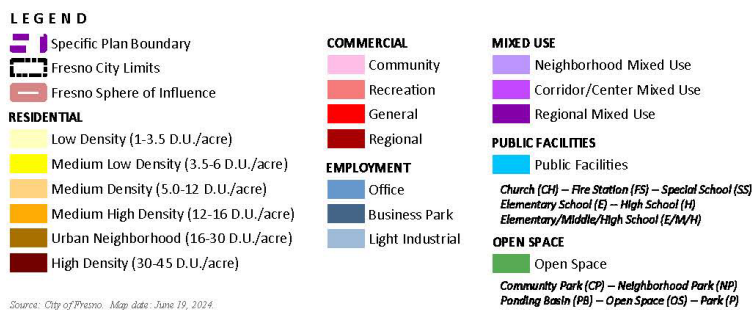 LEGEND
Specific Plan Boundary
Fresno City Limits
Fresno Sphere of Influence
RESIDENTIAL
Low Density (1-3.5 D.U./acre)
Medium Low Density (3.5-6 D.U./acre)
Medium Density (5.0-12 D.U./acre)
Medium High Density (12-16 D.U./acre)
Urban Neighborhood (16-30 D.U./acre)
High Density (30-45 D.U./acre)
Source: City of Fresno. Map date: June 19, 2024.
COMMERCIAL
Community
Recreation
General
Regional
EMPLOYMENT
Office
Business Park
Light Industrial
MIXED USE
Neighborhood Mixed Use
Corridor/Center Mixed Use
Regional Mixed Use
PUBLIC FACILITIES
Public Facilities
Church (CH) -- Fire Station (FS) -- Special School (SS)
Elementary School (E) -- High School (H)
Elementary/Middle/High School (E/M/H)
OPEN SPACE
Open Space
Community Park (CP) -- Neighborhood Park (NP)
Ponding Basin (PB) -- Open Space (OS) -- Park (P)